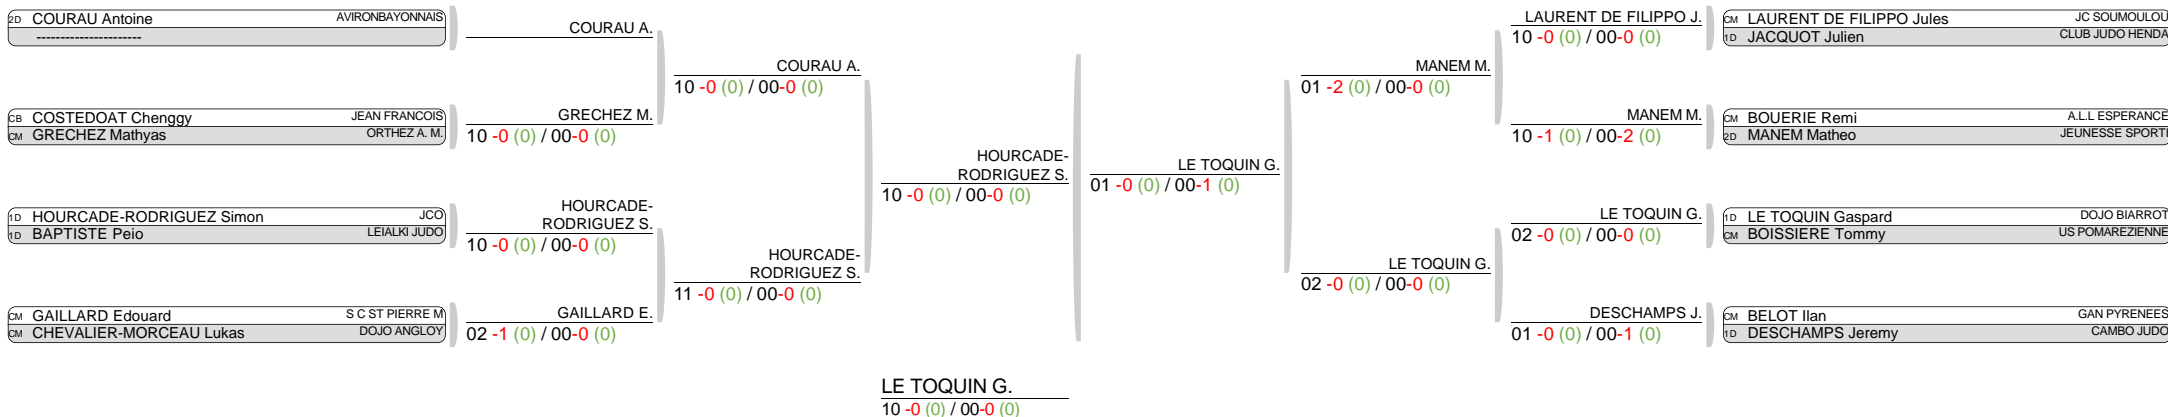 2D COURAU Antoine AVIRONBAYONNAIS
----------------------
CB COSTEDOAT Chenggy JEAN FRANCOIS
CM GRECHEZ Mathyas ORTHEZ A. M.
1D HOURCADE-RODRIGUEZ Simon JCO
1D BAPTISTE Peio LEIALKI JUDO
CM GAILLARD Edouard S C ST PIERRE M
CM CHEVALIER-MORCEAU Lukas DOJO ANGLOY
COURAU A.
GRECHEZ M.
10 -0 (0) / 00-0 (0)
HOURCADE-
RODRIGUEZ S.
10 -0 (0) / 00-0 (0)
GAILLARD E.
02 -1 (0) / 00-0 (0)
COURAU A.
10 -0 (0) / 00-0 (0)
HOURCADE-
RODRIGUEZ S.
11 -0 (0) / 00-0 (0)
HOURCADE-
RODRIGUEZ S.
10 -0 (0) / 00-0 (0)
LE TOQUIN G.
10 -0 (0) / 00-0 (0)
LE TOQUIN G.
01 -0 (0) / 00-1 (0)
MANEM M.
01 -2 (0) / 00-0 (0)
LE TOQUIN G.
02 -0 (0) / 00-0 (0)
LAURENT DE FILIPPO J.
10 -0 (0) / 00-0 (0)
MANEM M.
10 -1 (0) / 00-2 (0)
LE TOQUIN G.
02 -0 (0) / 00-0 (0)
DESCHAMPS J.
01 -0 (0) / 00-1 (0)
CM LAURENT DE FILIPPO Jules JC SOUMOULOU
1D JACQUOT Julien CLUB JUDO HENDA
CM BOUERIE Remi A.L.L ESPERANCE
2D MANEM Matheo JEUNESSE SPORTI
1D LE TOQUIN Gaspard DOJO BIARROT
CM BOISSIERE Tommy US POMAREZIENNE
CM BELOT Ilan GAN PYRENEES
1D DESCHAMPS Jeremy CAMBO JUDO